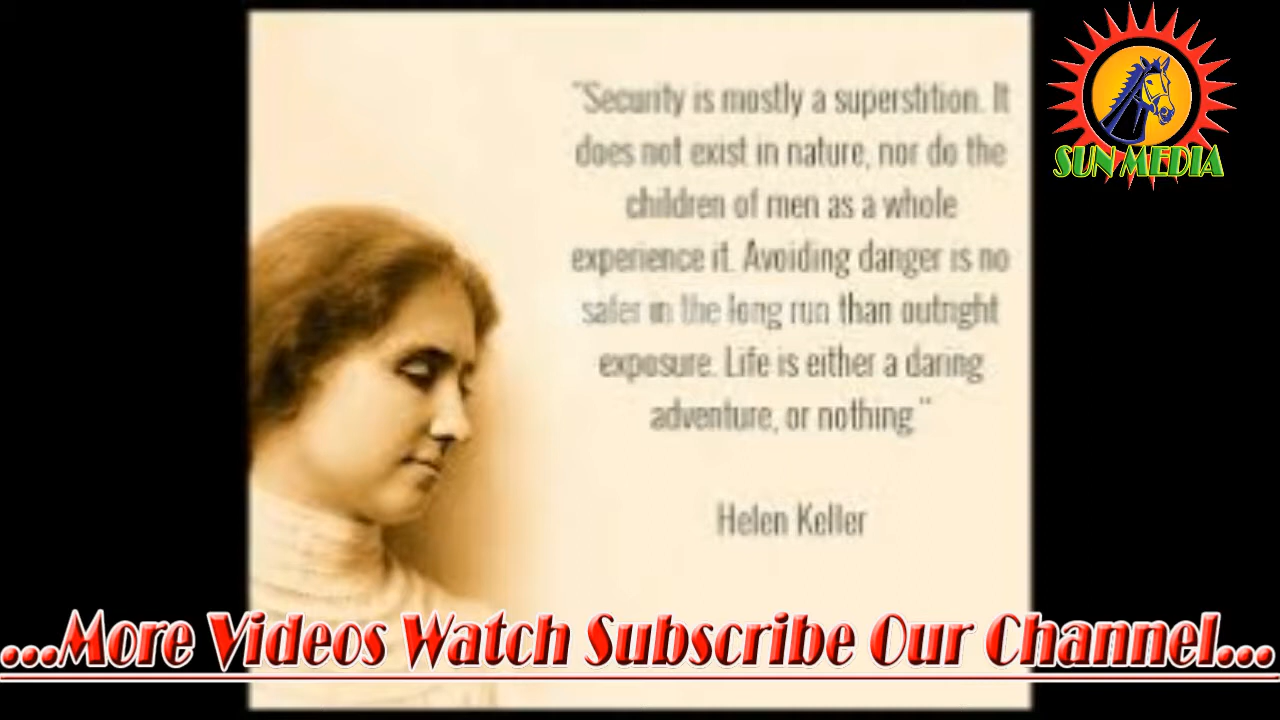 "Security is mostly a superstition. It
does not exist in nature, nor do the
children of men as a whole
experience it. Avoiding danger is no
safer in the long run than outright
exposure. Life is either a daring
adventure, or nothing."
Helen Keller
SUN MEDIA
...More Videos Watch Subscribe Our Channel...